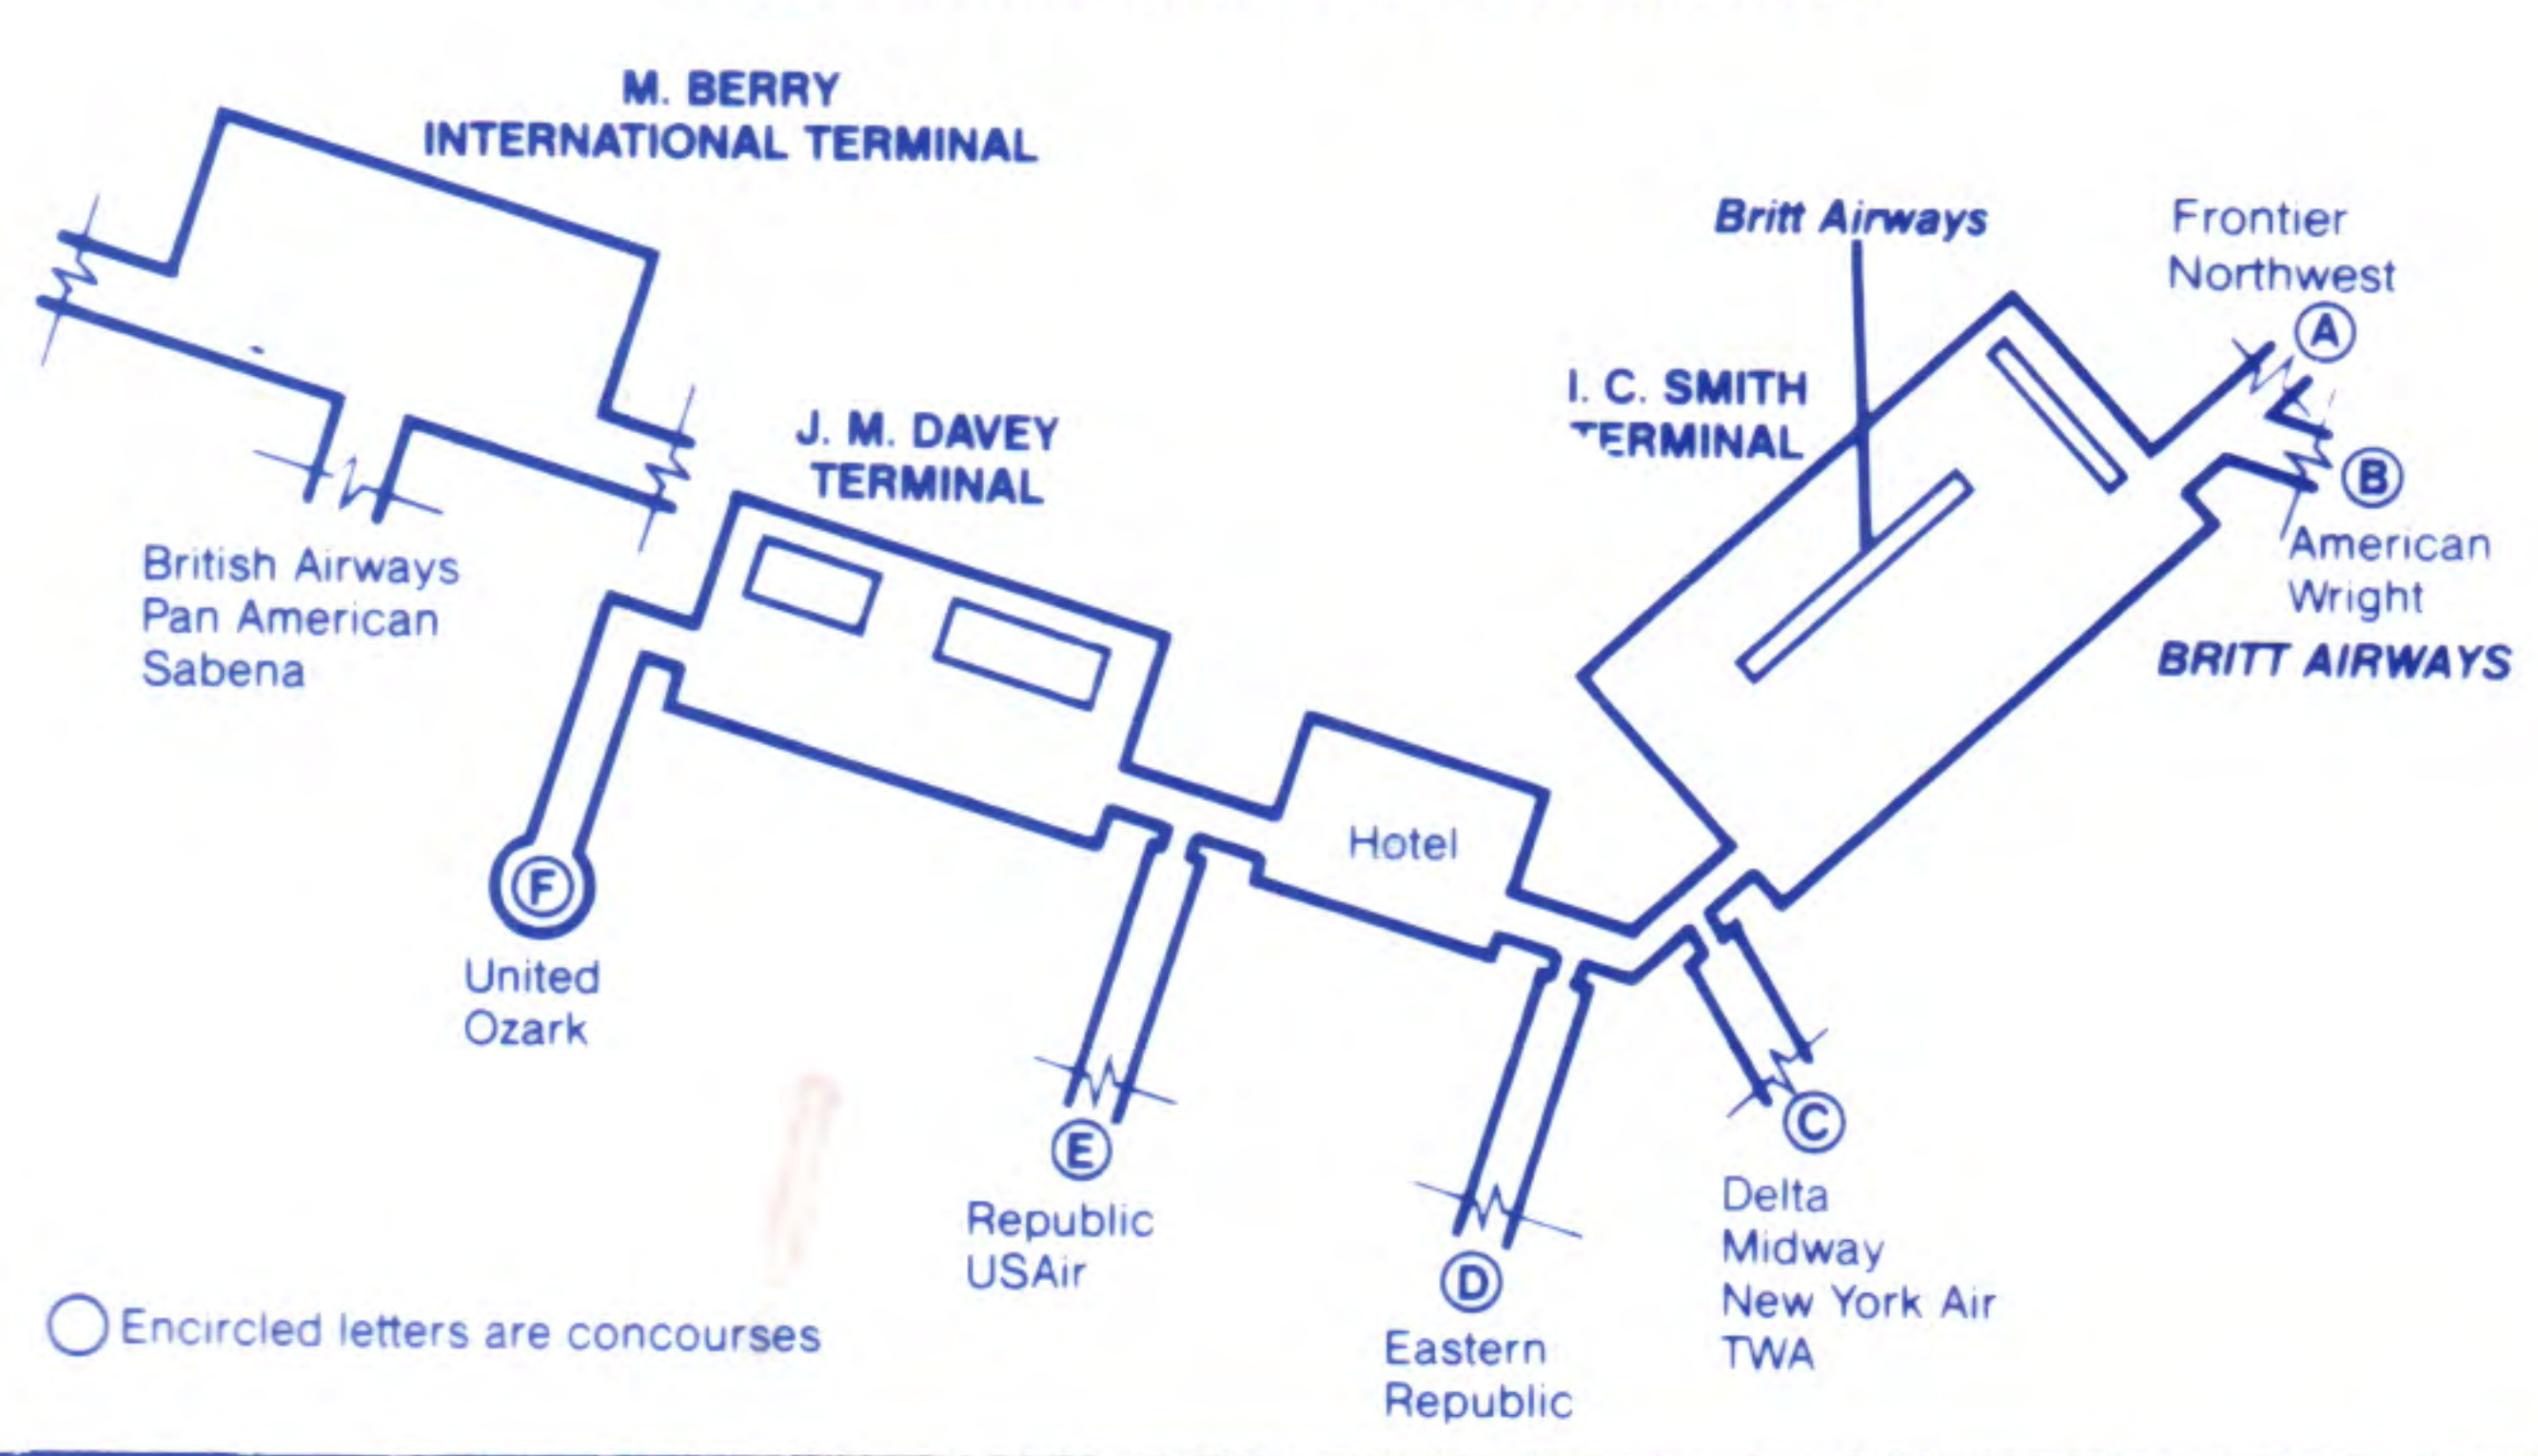 M. BERRY
INTERNATIONAL TERMINAL
Britt Airways
Frontier
Northwest
A
I. C. SMITH
TERMINAL
J. M. DAVEY
TERMINAL
B
American
Wright
BRITT AIRWAYS
British Airways
Pan American
Sabena
Hotel
F
United
Ozark
E
Republic
USAir
C
Delta
Midway
New York Air
TWA
D
Eastern
Republic
Encircled letters are concourses